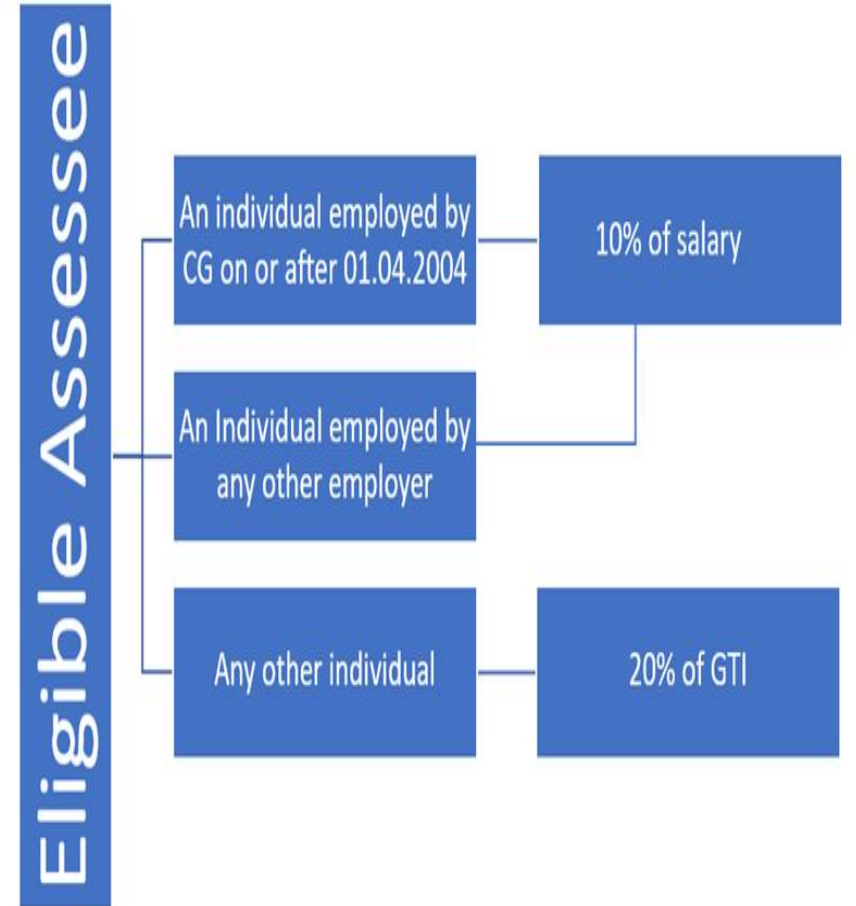 Eligible Assessee
An individual employed by
CG on or after 01.04.2004
10% of salary
An Individual employed by
any other employer
Any other individual
20% of GTI